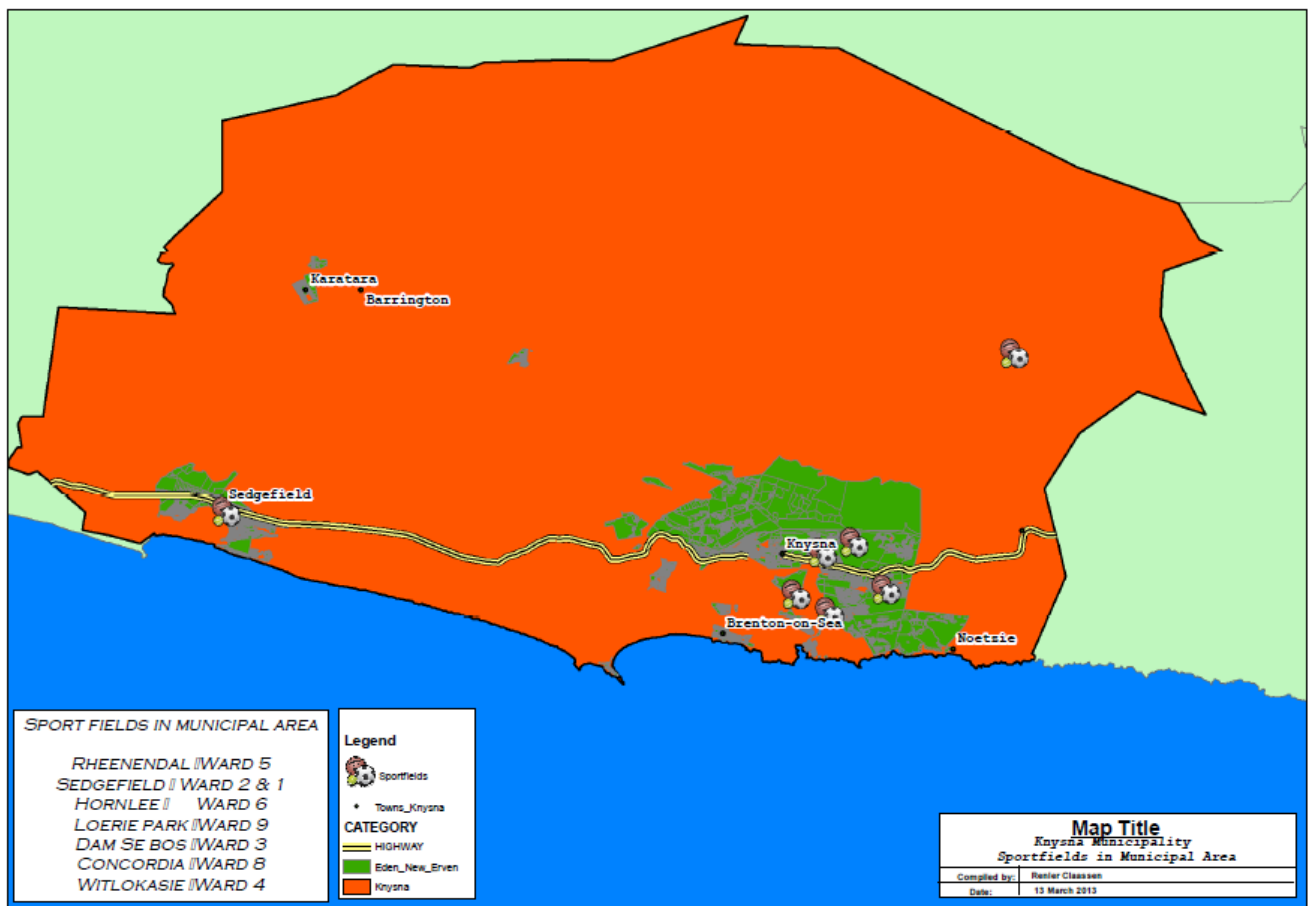 Karatara
Barrington
Sedgefield
Knysna
Brenton-on-Sea
Noetzie
SPORT FIELDS IN MUNICIPAL AREA
RHEENENDAL WARD 5
SEDGEFIELD WARD 2 & 1
HORNLEE WARD 6
LOERIE PARK WARD 9
DAM SE BOS WARD 3
CONCORDIA WARD 8
WITLOKASIE WARD 4
Legend
Sportfields
Towns_Knysna
CATEGORY
HIGHWAY
Eden_New_Erven
Knysna
Map Title
Knysna Municipality
Sportfields in Municipal Area
Compiled by: Renier Claassen
Date: 13 March 2013